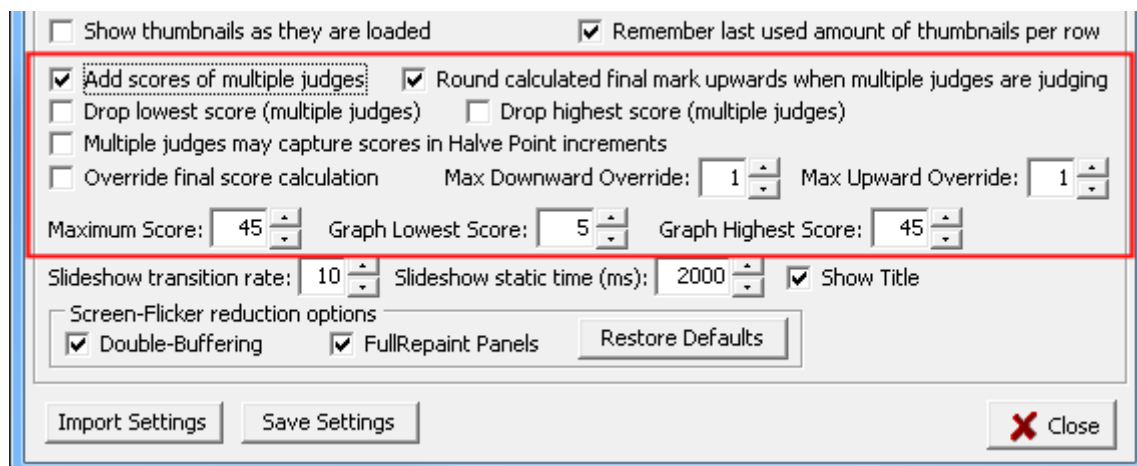 Show thumbnails as they are loaded Remember last used amount of thumbnails per row
Add scores of multiple judges Round calculated final mark upwards when multiple judges are judging
Drop lowest score (multiple judges) Drop highest score (multiple judges)
Multiple judges may capture scores in Halve Point increments
Override final score calculation Max Downward Override: 1 Max Upward Override: 1
Maximum Score: 45 Graph Lowest Score: 5 Graph Highest Score: 45
Slideshow transition rate: 10 Slideshow static time (ms): 2000 Show Title
Screen-Flicker reduction options
Double-Buffering FullRepaint Panels Restore Defaults
Import Settings Save Settings Close